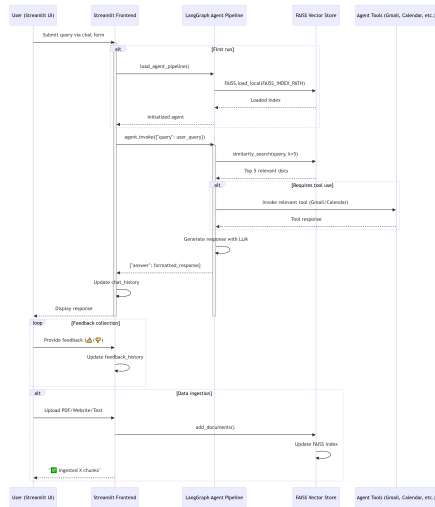 User (Streamlit UI)
Streamlit Frontend
LangGraph Agent Pipeline
FAISS Vector Store
Agent Tools (Gmail, Calendar, etc.)
Submit query via chat form
alt
[First run]
load_agent_pipeline()
FAISS.load_local(FAISS_INDEX_PATH)
Loaded index
Initialized agent
agent.invoke({"query": user_query})
similarity_search(query, k=5)
Top 5 relevant docs
alt
[Requires tool use]
Invoke relevant tool (Gmail/Calendar)
Tool response
Generate response with LLM
{"answer": formatted_response}
Update chat_history
Display response
loop
[Feedback collection]
Provide feedback (👍/👎)
Update feedback_history
alt
[Data ingestion]
Upload PDF/Website/Text
add_documents()
Update FAISS index
"✅ Ingested X chunks"
User (Streamlit UI)
Streamlit Frontend
LangGraph Agent Pipeline
FAISS Vector Store
Agent Tools (Gmail, Calendar, etc.)